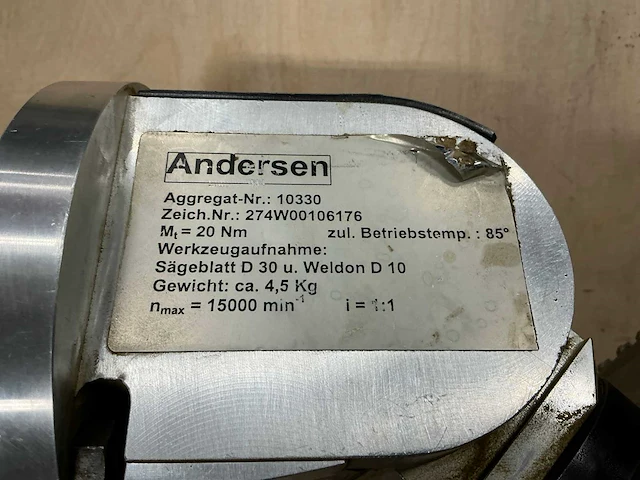 Andersen
Aggregat-Nr.: 10330
Zeich.Nr.: 274W00106176
Mt = 20 Nm zul. Betriebstemp. : 85°
Werkzeugaufnahme:
Sägeblatt D 30 u. Weldon D 10
Gewicht: ca. 4,5 Kg
nmax = 15000 min-1 i = 1:1